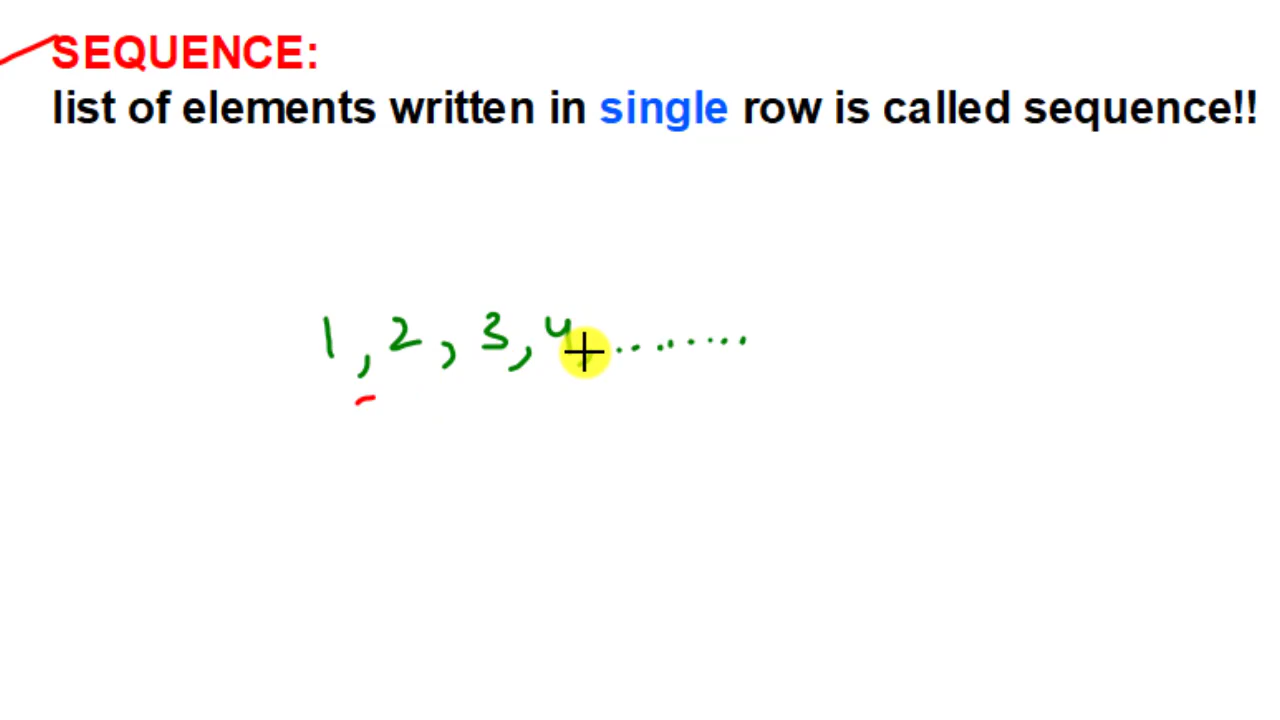 SEQUENCE:
list of elements written in single row is called sequence!!
1, 2, 3, 4, ........